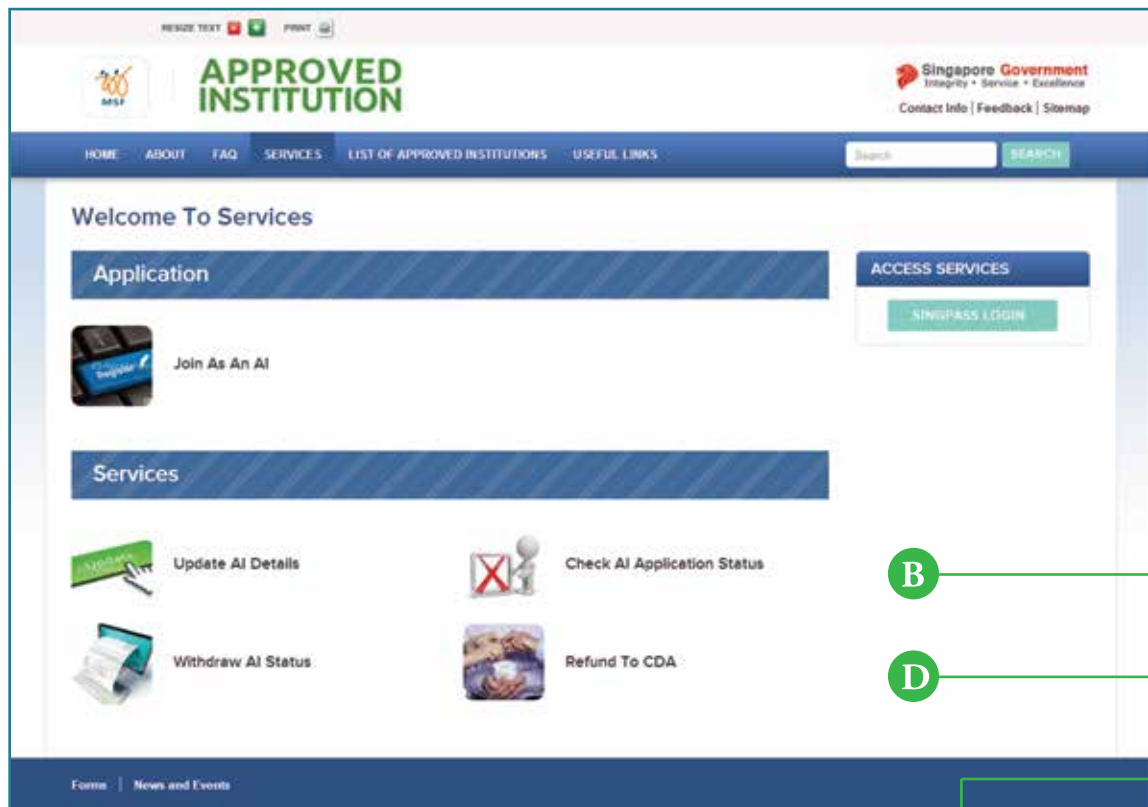 RESIZE TEXT PRINT
MSF
APPROVED
INSTITUTION
Singapore Government
Integrity • Service • Excellence
Contact Info | Feedback | Sitemap
HOME ABOUT FAQ SERVICES LIST OF APPROVED INSTITUTIONS USEFUL LINKS
Search SEARCH
Welcome To Services
Application
ACCESS SERVICES
SINGPASS LOGIN
Register
Join As An AI
Services
Update
Update AI Details
Check AI Application Status
B
Withdraw AI Status
Refund To CDA
D
Forms | News and Events